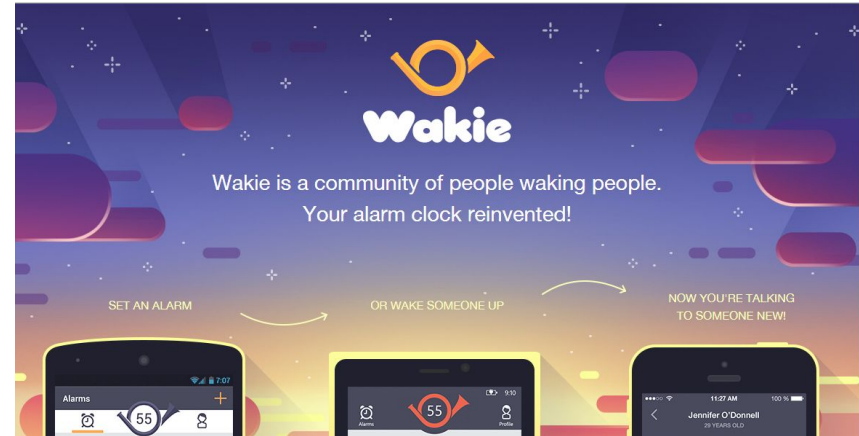 Wakie
Wakie is a community of people waking people.
Your alarm clock reinvented!
SET AN ALARM
OR WAKE SOMEONE UP
NOW YOU'RE TALKING
TO SOMEONE NEW!
7:07
Alarms
55
9:10
55
Alarms
Profile
11:27 AM
100 %
Jennifer O'Donnell
29 YEARS OLD